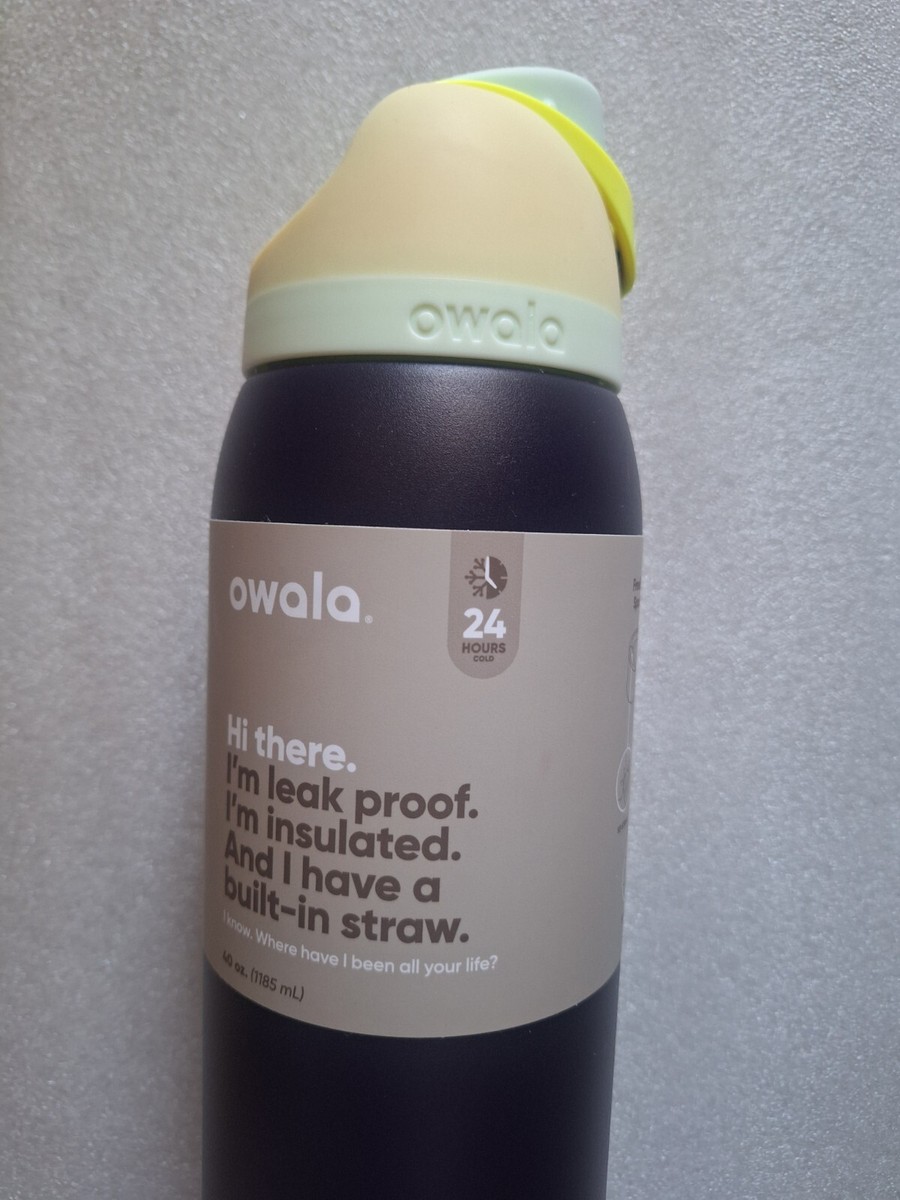 owala
owala®
24
HOURS
COLD
Hi there.
I'm leak proof.
I'm insulated.
And I have a
built-in straw.
I know. Where have I been all your life?
40 oz. (1185 mL)